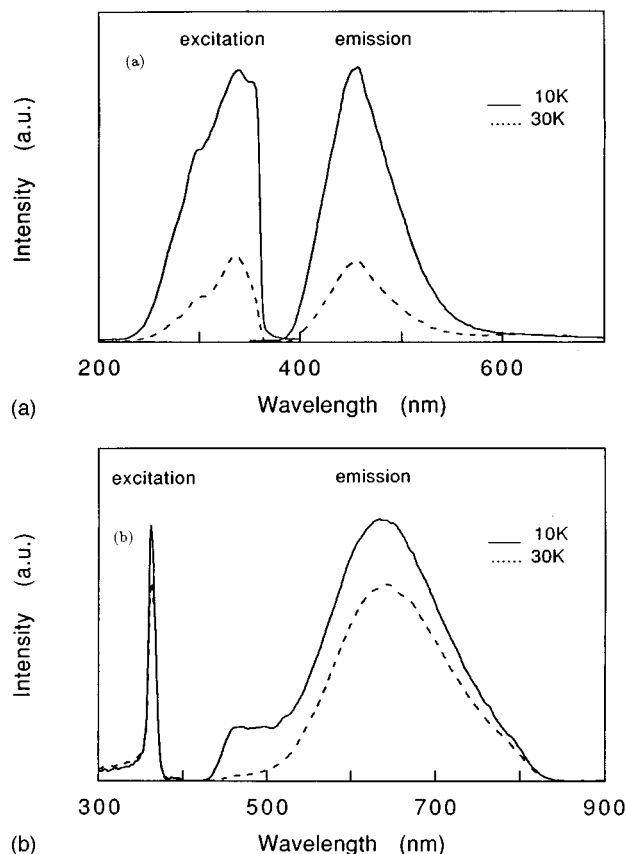 excitation emission
(a)
10K
30K
Intensity (a.u.)
200 400 600
Wavelength (nm)
(a)
excitation emission
(b)
10K
30K
Intensity (a.u.)
300 500 700 900
Wavelength (nm)
(b)